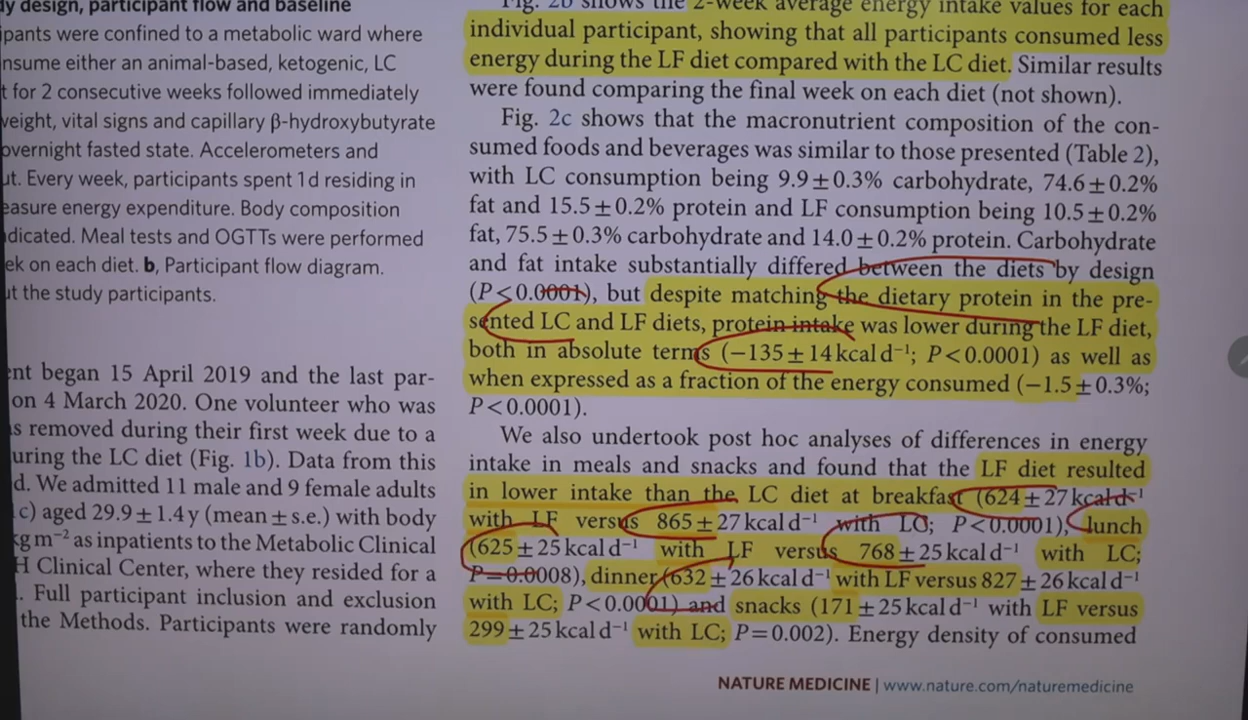 dy design, participant flow and baseline
ipants were confined to a metabolic ward where
nsume either an animal-based, ketogenic, LC
t for 2 consecutive weeks followed immediately
weight, vital signs and capillary β-hydroxybutyrate
overnight fasted state. Accelerometers and
ut. Every week, participants spent 1 d residing in
easure energy expenditure. Body composition
dicated. Meal tests and OGTTs were performed
ek on each diet. b, Participant flow diagram.
ut the study participants.
ent began 15 April 2019 and the last par-
on 4 March 2020. One volunteer who was
s removed during their first week due to a
uring the LC diet (Fig. 1b). Data from this
d. We admitted 11 male and 9 female adults
c) aged 29.9 ± 1.4 y (mean ± s.e.) with body
kg m⁻² as inpatients to the Metabolic Clinical
H Clinical Center, where they resided for a
. Full participant inclusion and exclusion
the Methods. Participants were randomly
Fig. 2b shows the 2-week average energy intake values for each
individual participant, showing that all participants consumed less
energy during the LF diet compared with the LC diet. Similar results
were found comparing the final week on each diet (not shown).
Fig. 2c shows that the macronutrient composition of the con-
sumed foods and beverages was similar to those presented (Table 2),
with LC consumption being 9.9 ± 0.3% carbohydrate, 74.6 ± 0.2%
fat and 15.5 ± 0.2% protein and LF consumption being 10.5 ± 0.2%
fat, 75.5 ± 0.3% carbohydrate and 14.0 ± 0.2% protein. Carbohydrate
and fat intake substantially differed between the diets by design
(P < 0.0001), but despite matching the dietary protein in the pre-
sented LC and LF diets, protein intake was lower during the LF diet,
both in absolute terms (−135 ± 14 kcal d⁻¹; P < 0.0001) as well as
when expressed as a fraction of the energy consumed (−1.5 ± 0.3%;
P < 0.0001).
We also undertook post hoc analyses of differences in energy
intake in meals and snacks and found that the LF diet resulted
in lower intake than the LC diet at breakfast (624 ± 27 kcal d⁻¹
with LF versus 865 ± 27 kcal d⁻¹ with LC; P < 0.0001), lunch
(625 ± 25 kcal d⁻¹ with LF versus 768 ± 25 kcal d⁻¹ with LC;
P = 0.0008), dinner (632 ± 26 kcal d⁻¹ with LF versus 827 ± 26 kcal d⁻¹
with LC; P < 0.0001) and snacks (171 ± 25 kcal d⁻¹ with LF versus
299 ± 25 kcal d⁻¹ with LC; P = 0.002). Energy density of consumed
NATURE MEDICINE | www.nature.com/naturemedicine